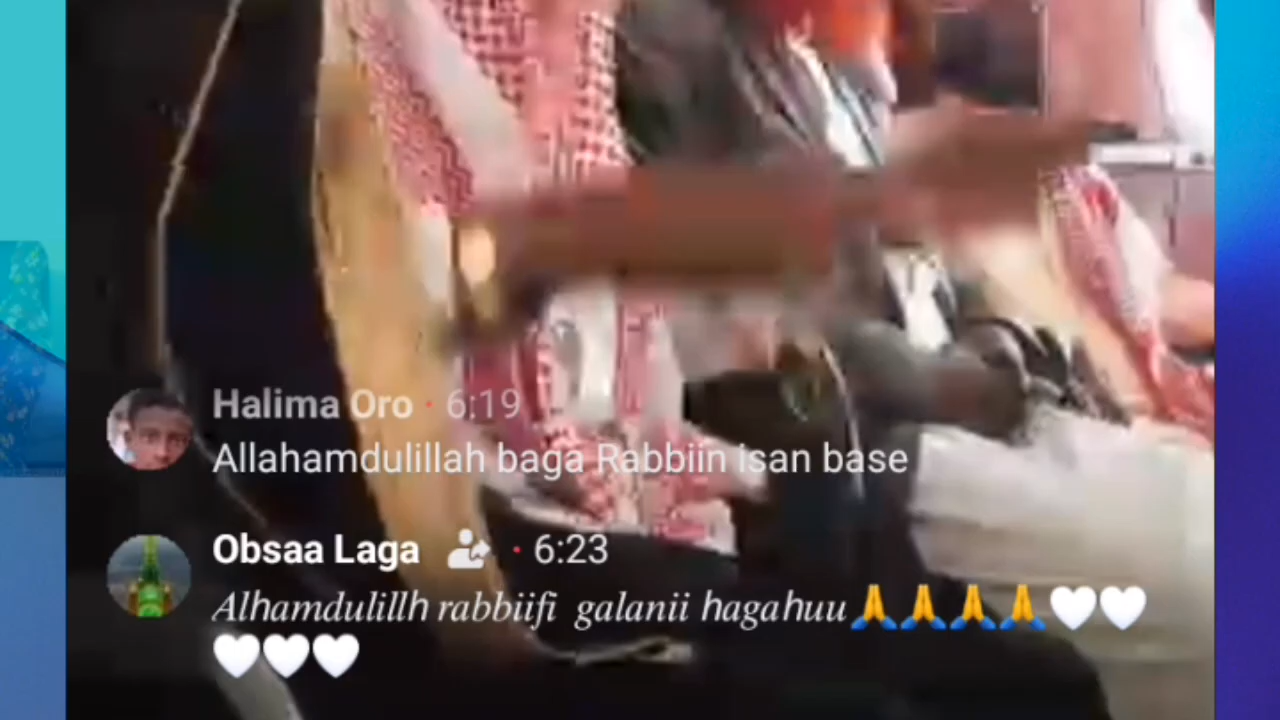 Halima Oro · 6:19
Allahamdulillah baga Rabbiin isan base
Obsaa Laga · 6:23
Alhamdulillh rabbiifi galanii hagahuu🙏🙏🙏🙏🤍🤍
🤍🤍🤍